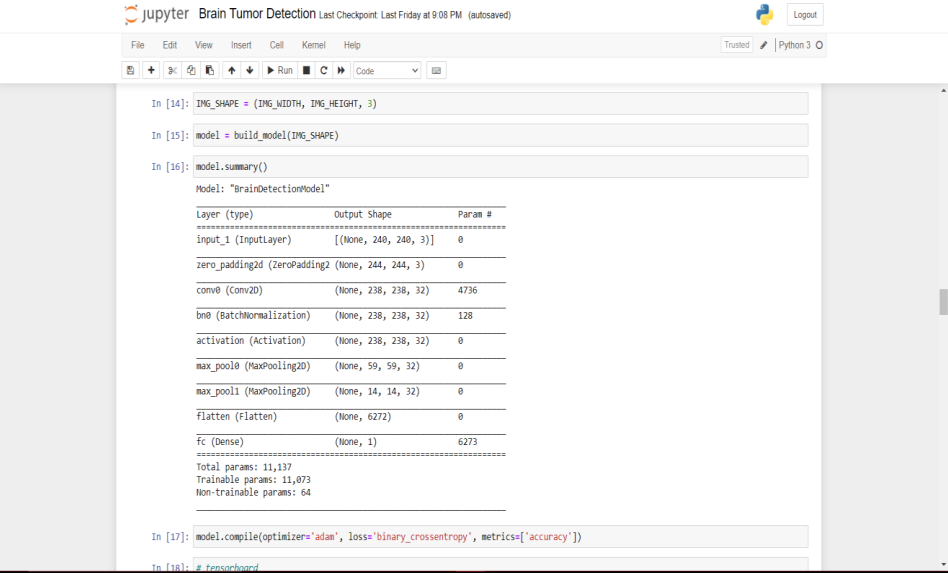 jupyter Brain Tumor Detection Last Checkpoint: Last Friday at 9:08 PM (autosaved)
Logout
File Edit View Insert Cell Kernel Help
Trusted Python 3
Run Code
In [14]: IMG_SHAPE = (IMG_WIDTH, IMG_HEIGHT, 3)
In [15]: model = build_model(IMG_SHAPE)
In [16]: model.summary()
Model: "BrainDetectionModel"
Layer (type) Output Shape Param #
input_1 (InputLayer) [(None, 240, 240, 3)] 0
zero_padding2d (ZeroPadding2 (None, 244, 244, 3) 0
conv0 (Conv2D) (None, 238, 238, 32) 4736
bn0 (BatchNormalization) (None, 238, 238, 32) 128
activation (Activation) (None, 238, 238, 32) 0
max_pool0 (MaxPooling2D) (None, 59, 59, 32) 0
max_pool1 (MaxPooling2D) (None, 14, 14, 32) 0
flatten (Flatten) (None, 6272) 0
fc (Dense) (None, 1) 6273
Total params: 11,137
Trainable params: 11,073
Non-trainable params: 64
In [17]: model.compile(optimizer='adam', loss='binary_crossentropy', metrics=['accuracy'])
In [18]: # tensorboard